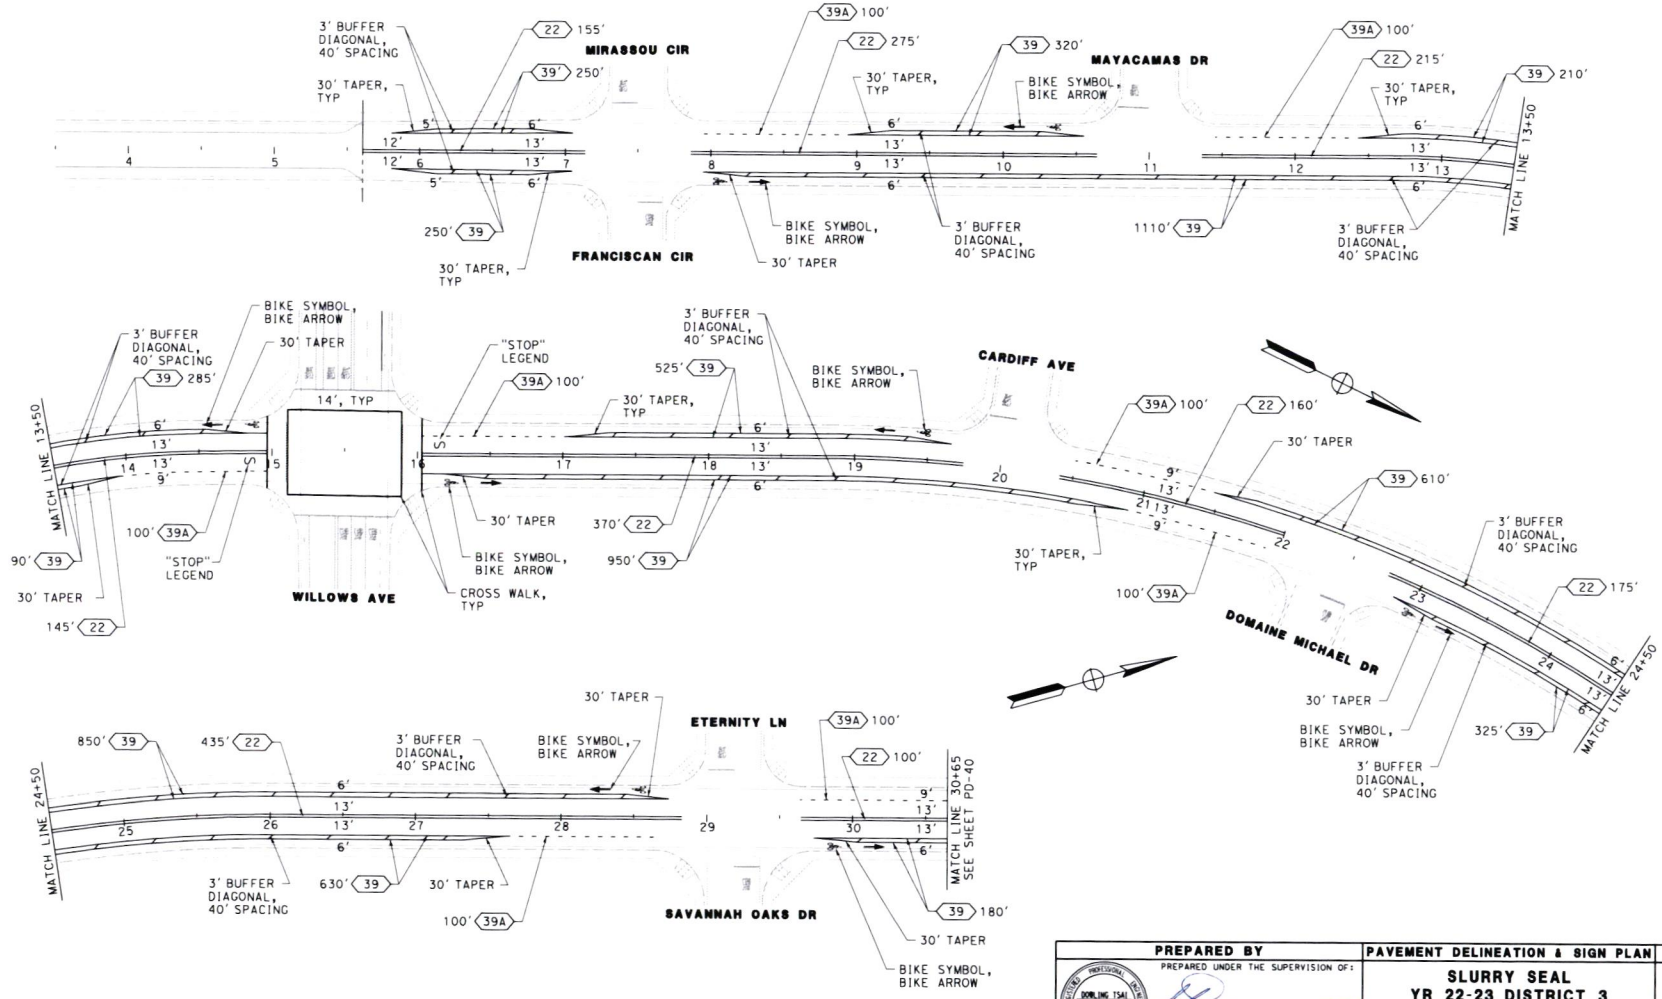 3' BUFFER
DIAGONAL,
40' SPACING
22 155'
MIRASSOU CIR
39' 250'
30' TAPER,
TYP
39A 100'
22 275'
39 320'
30' TAPER,
TYP
BIKE SYMBOL,
BIKE ARROW
MAYACAMAS DR
39A 100'
22 215'
39 210'
30' TAPER,
TYP
5' 6' 6' 6'
12' 13' 13' 13'
4 5 6 7 8 9 10 11 12 13
12' 13' 13' 13'
5' 6' 6' 6'
MATCH LINE 13+50
250' 39
30' TAPER,
TYP
FRANCISCAN CIR
BIKE SYMBOL,
BIKE ARROW
30' TAPER
3' BUFFER
DIAGONAL,
40' SPACING
1110' 39
3' BUFFER
DIAGONAL,
40' SPACING
3' BUFFER
DIAGONAL,
40' SPACING
39 285'
BIKE SYMBOL,
BIKE ARROW
30' TAPER
14', TYP
"STOP"
LEGEND
39A 100'
30' TAPER,
TYP
3' BUFFER
DIAGONAL,
40' SPACING
525' 39
BIKE SYMBOL,
BIKE ARROW
CARDIFF AVE
39A 100'
22 160'
30' TAPER
39 610'
3' BUFFER
DIAGONAL,
40' SPACING
22 175'
MATCH LINE 13+50
6' 6'
13' S S 9'
14 15 16 17 18 19 20 21 22 23 24
13' 13' 13' 13'
9' 6' 9'
6'
13'
13'
6'
MATCH LINE 24+50
90' 39
30' TAPER
145' 22
100' 39A
"STOP"
LEGEND
WILLOWS AVE
CROSS WALK,
TYP
BIKE SYMBOL,
BIKE ARROW
30' TAPER
370' 22
950' 39
30' TAPER,
TYP
100' 39A
DOMAINE MICHAEL DR
30' TAPER
BIKE SYMBOL,
BIKE ARROW
3' BUFFER
DIAGONAL,
40' SPACING
325' 39
850' 39
435' 22
3' BUFFER
DIAGONAL,
40' SPACING
BIKE SYMBOL,
BIKE ARROW
30' TAPER
ETERNITY LN
39A 100'
22 100'
MATCH LINE 24+50
6' 9'
13' 13'
25 26 27 28 29 30
13' 13'
6' 6'
MATCH LINE 30+65
SEE SHEET PD-40
3' BUFFER
DIAGONAL,
40' SPACING
630' 39
30' TAPER
100' 39A
SAVANNAH OAKS DR
39 180'
30' TAPER
BIKE SYMBOL,
BIKE ARROW
PREPARED BY
PREPARED UNDER THE SUPERVISION OF:
REGISTERED PROFESSIONAL
DOWLING TSAI
PAVEMENT DELINEATION & SIGN PLAN
SLURRY SEAL
YR 22-23 DISTRICT 3